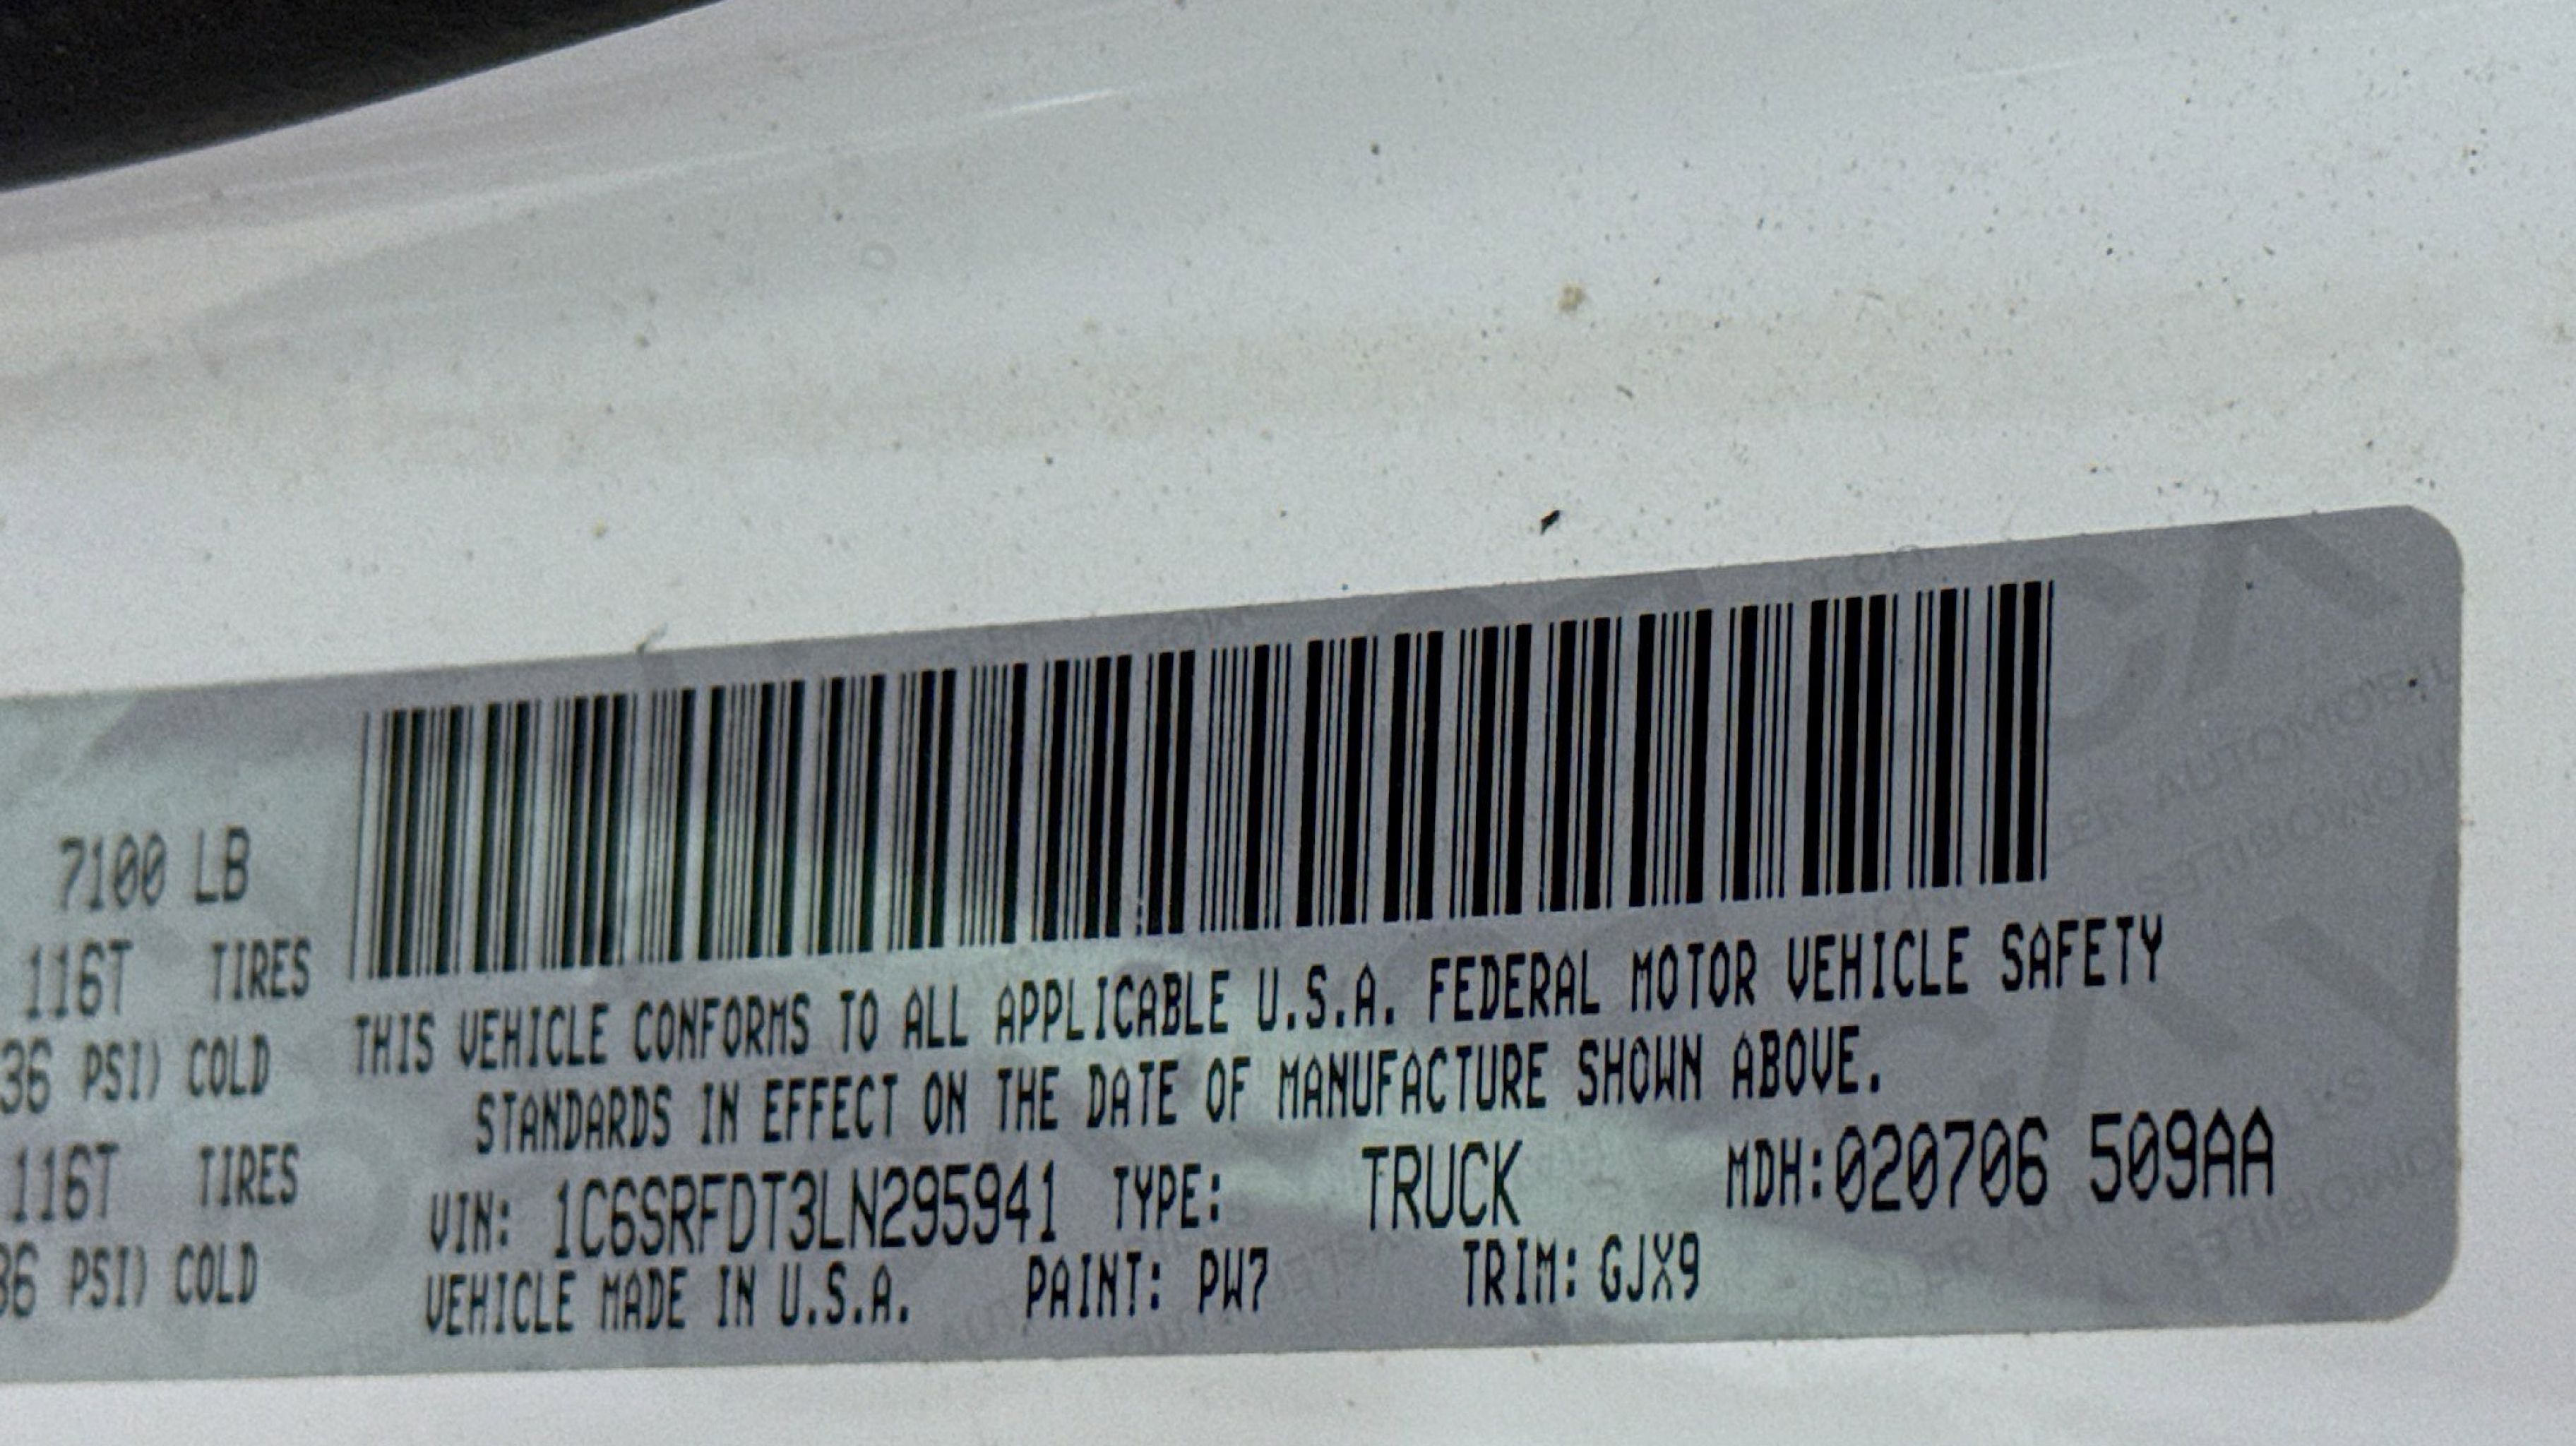 7100 LB
116T TIRES
36 PSI) COLD
116T TIRES
36 PSI) COLD
THIS VEHICLE CONFORMS TO ALL APPLICABLE U.S.A. FEDERAL MOTOR VEHICLE SAFETY
STANDARDS IN EFFECT ON THE DATE OF MANUFACTURE SHOWN ABOVE.
VIN: 1C6SRFDT3LN295941 TYPE: TRUCK MDH:020706 509AA
VEHICLE MADE IN U.S.A. PAINT: PW7 TRIM: GJX9